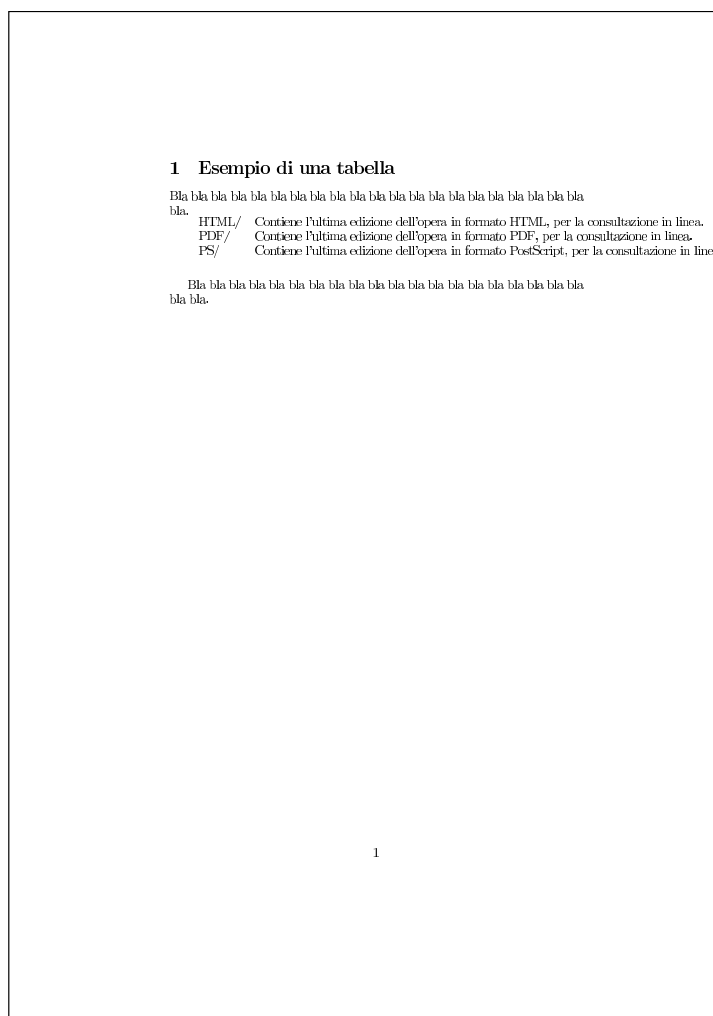 1 Esempio di una tabella
Bla bla bla bla bla bla bla bla bla bla bla bla bla bla bla bla bla bla bla bla bla
bla.
HTML/ Contiene l'ultima edizione dell'opera in formato HTML, per la consultazione in linea.
PDF/ Contiene l'ultima edizione dell'opera in formato PDF, per la consultazione in linea.
PS/ Contiene l'ultima edizione dell'opera in formato PostScript, per la consultazione in line
Bla bla bla bla bla bla bla bla bla bla bla bla bla bla bla bla bla bla bla bla
bla bla.
1